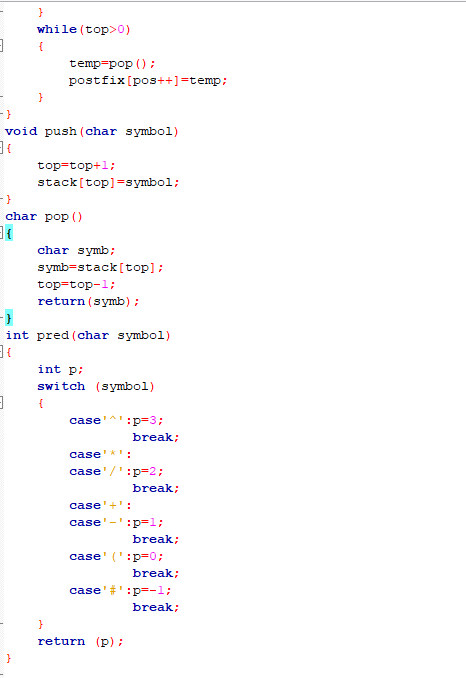 }
    while(top>0)
    {
        temp=pop();
        postfix[pos++]=temp;
    }
}
void push(char symbol)
{
    top=top+1;
    stack[top]=symbol;
}
char pop()
{
    char symb;
    symb=stack[top];
    top=top-1;
    return(symb);
}
int pred(char symbol)
{
    int p;
    switch (symbol)
    {
        case'^':p=3;
                break;
        case'*':
        case'/':p=2;
                break;
        case'+':
        case'-':p=1;
                break;
        case'(':p=0;
                break;
        case'#':p=-1;
                break;
    }
    return (p);
}